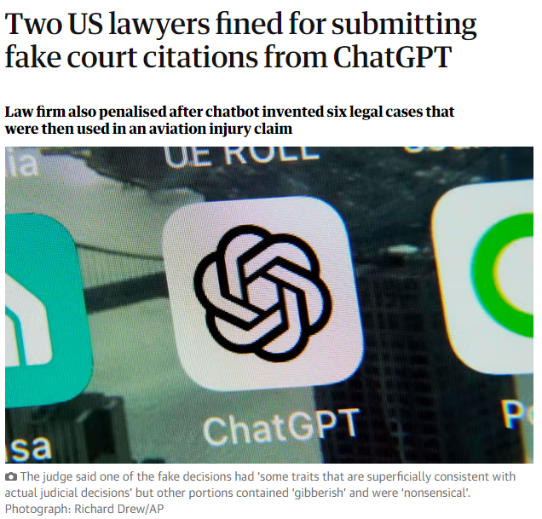 Two US lawyers fined for submitting
fake court citations from ChatGPT
Law firm also penalised after chatbot invented six legal cases that
were then used in an aviation injury claim
UE ROLL
ia
ChatGPT
sa
The judge said one of the fake decisions had ‘some traits that are superficially consistent with
actual judicial decisions’ but other portions contained ‘gibberish’ and were ‘nonsensical’.
Photograph: Richard Drew/AP